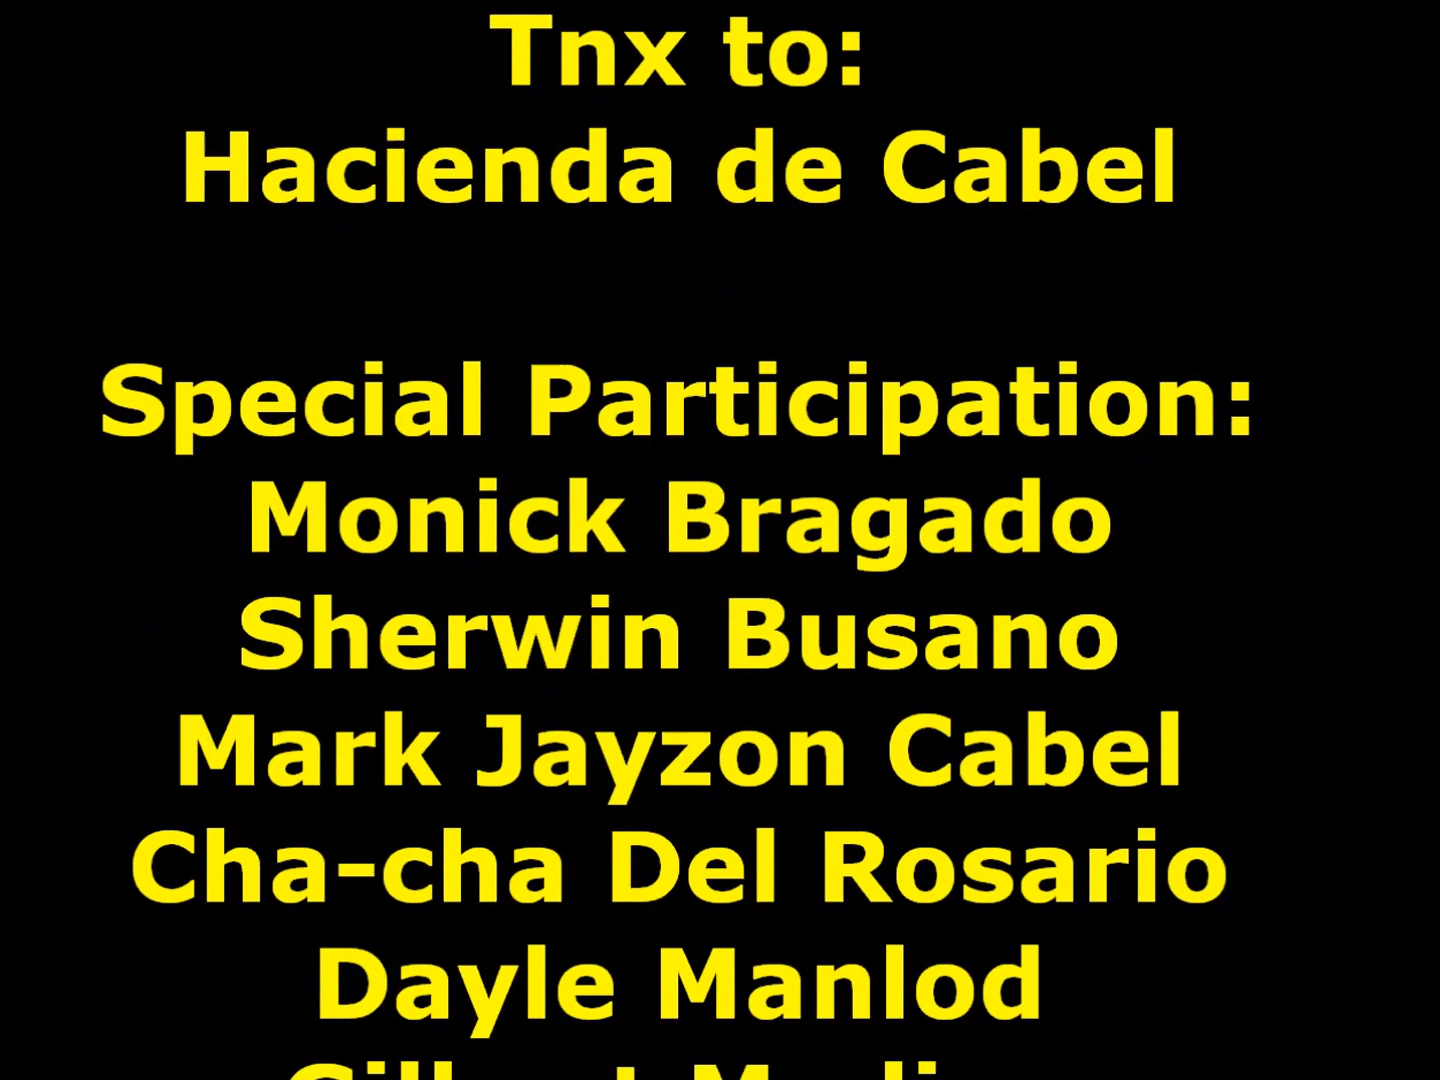 Tnx to:
Hacienda de Cabel
Special Participation:
Monick Bragado
Sherwin Busano
Mark Jayzon Cabel
Cha-cha Del Rosario
Dayle Manlod